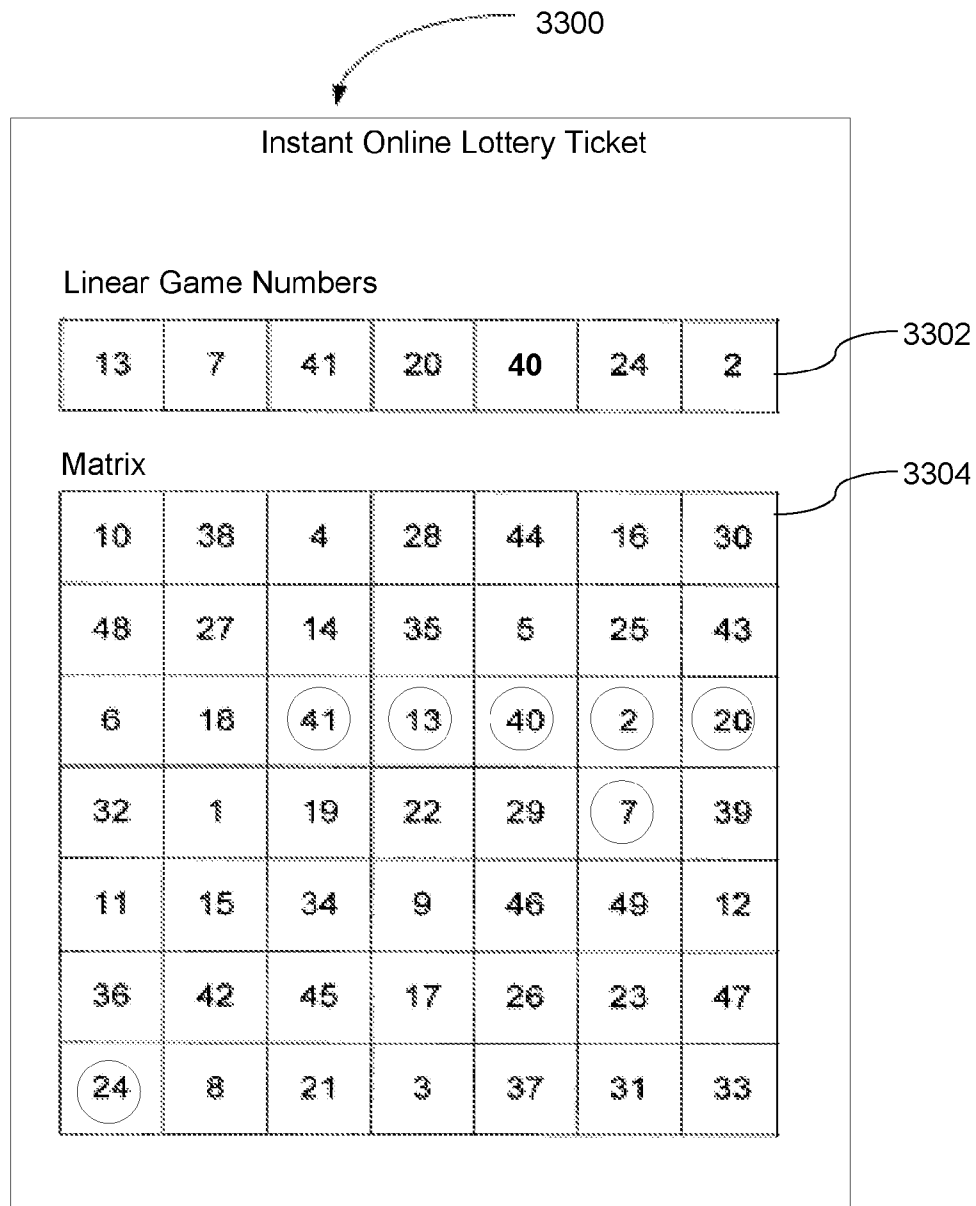 3300
Instant Online Lottery Ticket
Linear Game Numbers
13 7 41 20 40 24 2
3302
Matrix
3304
10 38 4 28 44 16 30
48 27 14 35 5 25 43
6 18 41 13 40 2 20
32 1 19 22 29 7 39
11 15 34 9 46 49 12
36 42 45 17 26 23 47
24 8 21 3 37 31 33